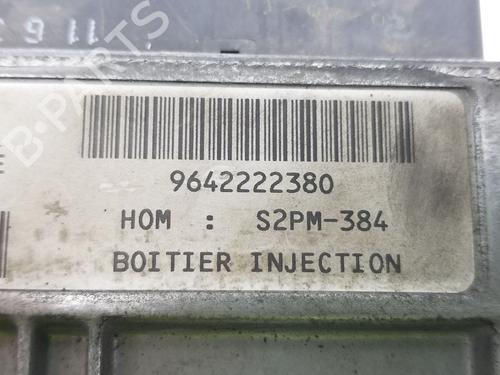 9642222380
HOM : S2PM-384
BOITIER INJECTION
B-PARTS